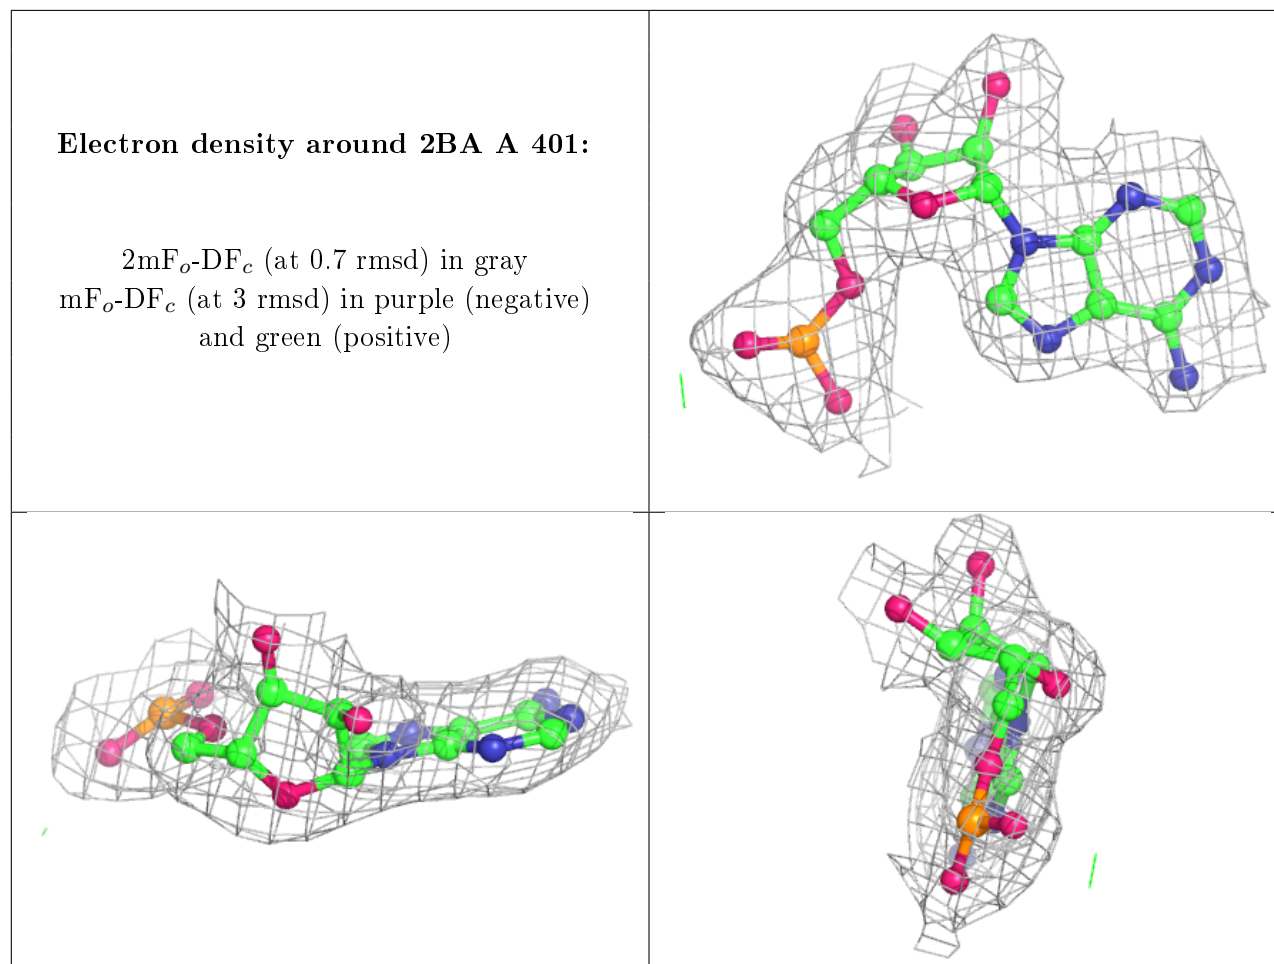 Electron density around 2BA A 401:
2mFo-DFc (at 0.7 rmsd) in gray
mFo-DFc (at 3 rmsd) in purple (negative)
and green (positive)